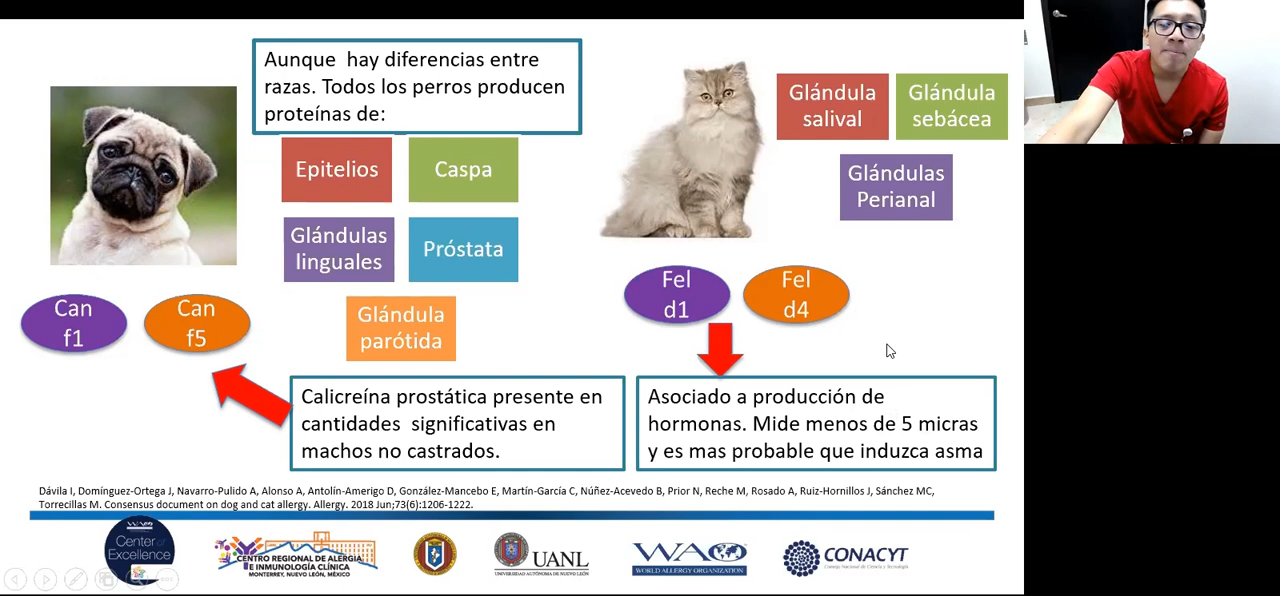 Aunque hay diferencias entre
razas. Todos los perros producen
proteínas de:
Epitelios
Caspa
Glándulas
linguales
Próstata
Glándula
parótida
Can
f1
Can
f5
Calicreína prostática presente en
cantidades significativas en
machos no castrados.
Glándula
salival
Glándula
sebácea
Glándulas
Perianal
Fel
d1
Fel
d4
Asociado a producción de
hormonas. Mide menos de 5 micras
y es mas probable que induzca asma
Dávila I, Domínguez-Ortega J, Navarro-Pulido A, Alonso A, Antolín-Amerigo D, González-Mancebo E, Martín-García C, Núñez-Acevedo B, Prior N, Reche M, Rosado A, Ruiz-Hornillos J, Sánchez MC,
Torrecillas M. Consensus document on dog and cat allergy. Allergy. 2018 Jun;73(6):1206-1222.
Center of
Excellence
CENTRO REGIONAL DE ALERGIA
E INMUNOLOGÍA CLÍNICA
MONTERREY, NUEVO LEÓN, MÉXICO
UANL
UNIVERSIDAD AUTÓNOMA DE NUEVO LEÓN
WAO
WORLD ALLERGY ORGANIZATION
CONACYT
Consejo Nacional de Ciencia y Tecnología